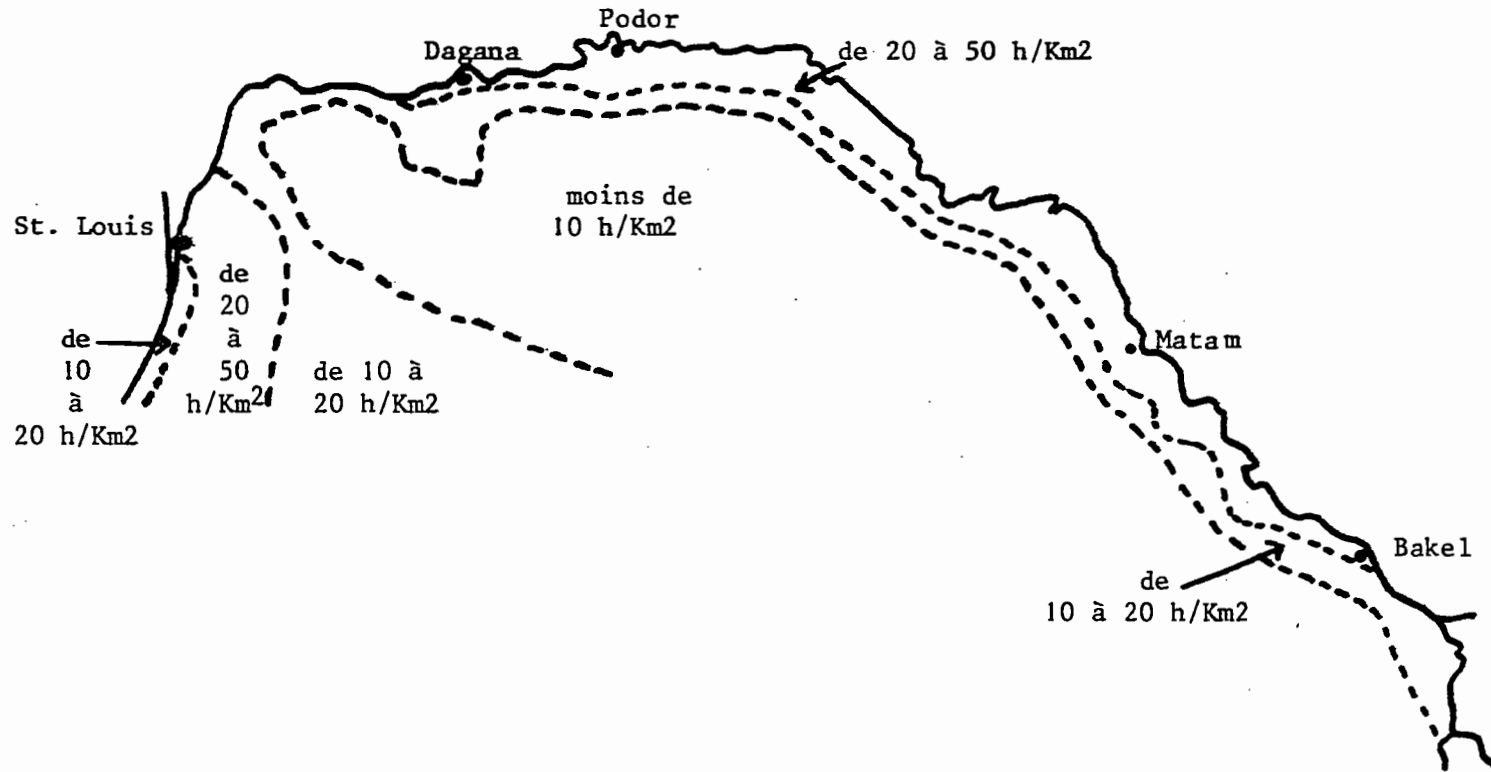 Podor
Dagana
de 20 à 50 h/Km2
moins de
10 h/Km2
St. Louis
de
20
à
50
h/Km2
de
10
à
20 h/Km2
de 10 à
20 h/Km2
Matam
Bakel
de
10 à 20 h/Km2